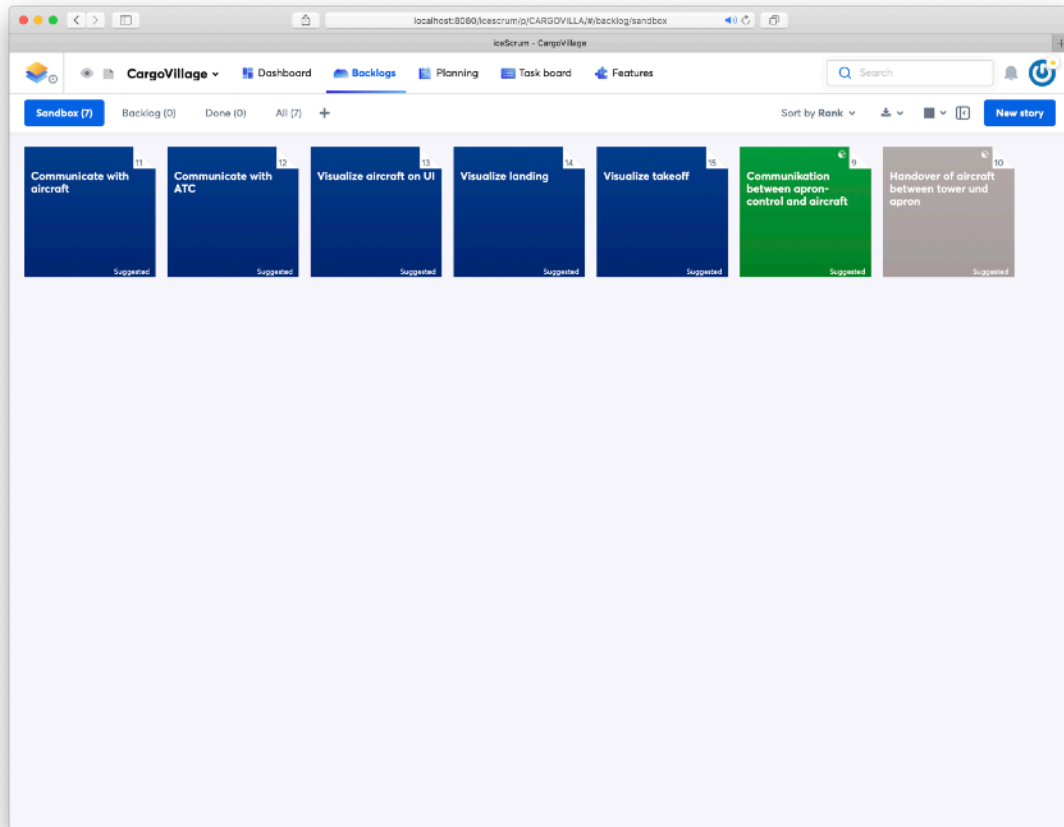 localhost:8080/icescrum/p/CARGOVILLA/#/backlog/sandbox
iceScrum - CargoVillage
CargoVillage
Dashboard
Backlogs
Planning
Task board
Features
Search
Sandbox (7)
Backlog (0)
Done (0)
All (7)
Sort by Rank
New story
11
Communicate with
aircraft
Suggested
12
Communicate with
ATC
Suggested
13
Visualize aircraft on UI
Suggested
14
Visualize landing
Suggested
15
Visualize takeoff
Suggested
9
Communikation
between apron-
control and aircraft
Suggested
10
Handover of aircraft
between tower und
apron
Suggested